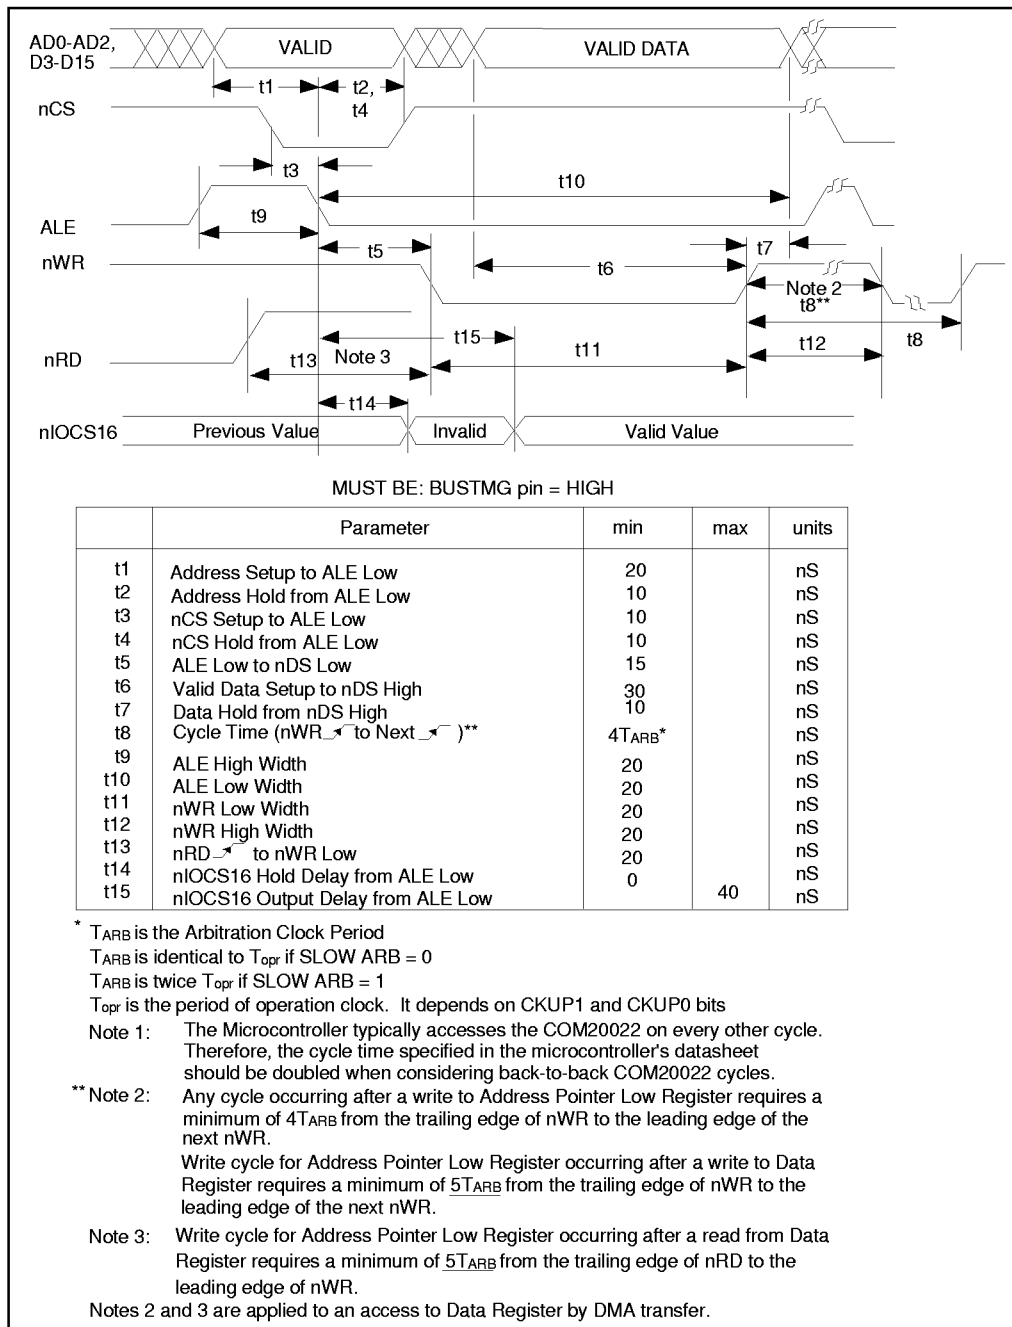 AD0-AD2,
D3-D15
VALID
VALID DATA
t1
t2,
t4
nCS
t3
t10
ALE
t9
t5
t7
nWR
t6
Note 2
t8**
t15
t8
nRD
t13
Note 3
t11
t12
t14
nIOCS16
Previous Value
Invalid
Valid Value
MUST BE: BUSTMG pin = HIGH
Parameter min max units
t1 Address Setup to ALE Low 20 nS
t2 Address Hold from ALE Low 10 nS
t3 nCS Setup to ALE Low 10 nS
t4 nCS Hold from ALE Low 10 nS
t5 ALE Low to nDS Low 15 nS
t6 Valid Data Setup to nDS High 30 nS
t7 Data Hold from nDS High 10 nS
t8 Cycle Time (nWR to Next )** 4TARB* nS
t9 ALE High Width 20 nS
t10 ALE Low Width 20 nS
t11 nWR Low Width 20 nS
t12 nWR High Width 20 nS
t13 nRD to nWR Low 20 nS
t14 nIOCS16 Hold Delay from ALE Low 0 nS
t15 nIOCS16 Output Delay from ALE Low 40 nS
* TARB is the Arbitration Clock Period
TARB is identical to Topr if SLOW ARB = 0
TARB is twice Topr if SLOW ARB = 1
Topr is the period of operation clock. It depends on CKUP1 and CKUP0 bits
Note 1: The Microcontroller typically accesses the COM20022 on every other cycle.
Therefore, the cycle time specified in the microcontroller's datasheet
should be doubled when considering back-to-back COM20022 cycles.
** Note 2: Any cycle occurring after a write to Address Pointer Low Register requires a
minimum of 4TARB from the trailing edge of nWR to the leading edge of the
next nWR.
Write cycle for Address Pointer Low Register occurring after a write to Data
Register requires a minimum of 5TARB from the trailing edge of nWR to the
leading edge of the next nWR.
Note 3: Write cycle for Address Pointer Low Register occurring after a read from Data
Register requires a minimum of 5TARB from the trailing edge of nRD to the
leading edge of nWR.
Notes 2 and 3 are applied to an access to Data Register by DMA transfer.